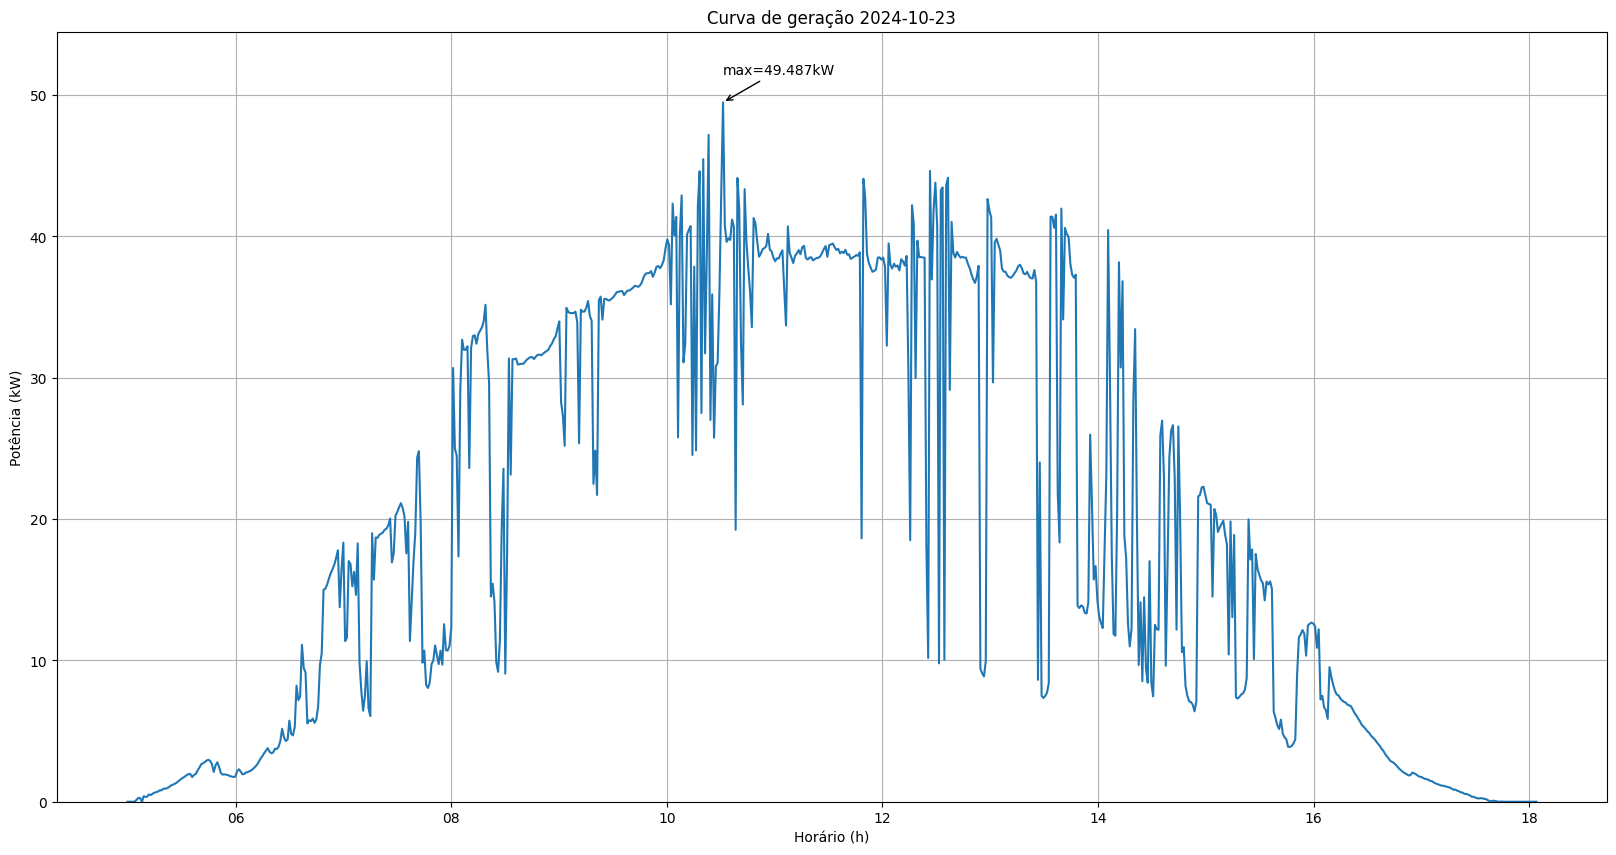 Curva de geração 2024-10-23
max=49.487kW
50
40
30
20
10
0
Potência (kW)
06 08 10 12 14 16 18
Horário (h)